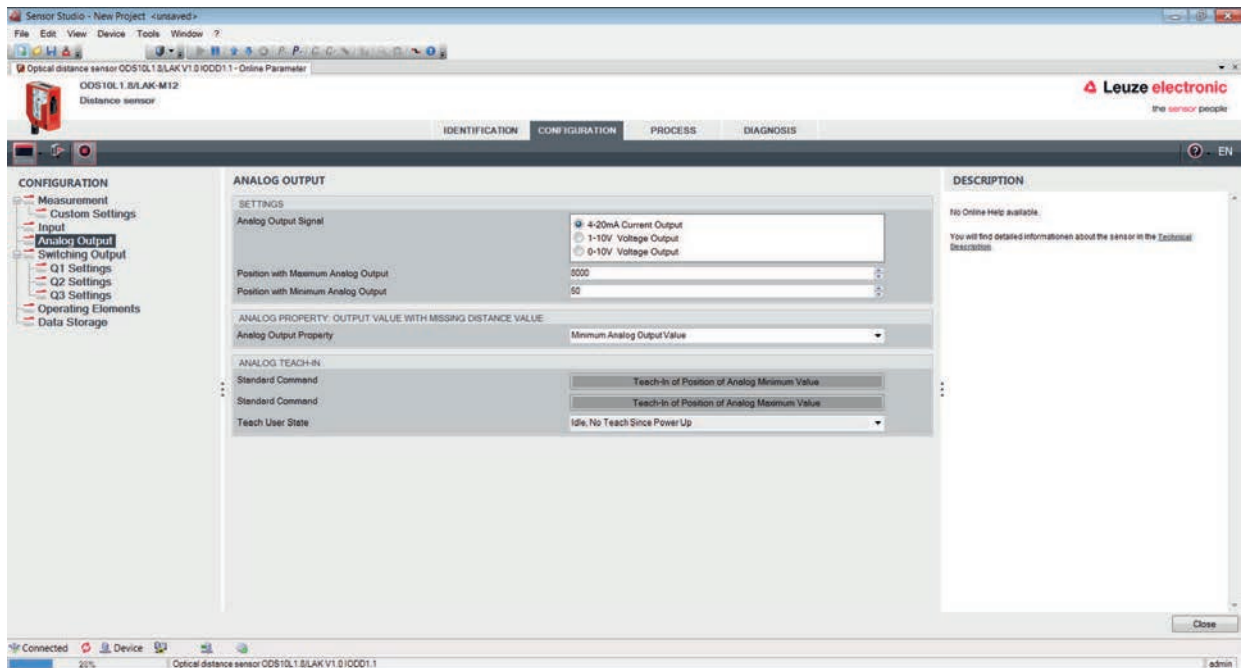 Sensor Studio - New Project <unsaved>
File Edit View Device Tools Window ?
Optical distance sensor ODS10L1.8/LAK V1.0 IODD1.1 - Online Parameter
ODS10L1.8/LAK-M12
Distance sensor
Leuze electronic
the sensor people
IDENTIFICATION CONFIGURATION PROCESS DIAGNOSIS
EN
CONFIGURATION
Measurement
Custom Settings
Input
Analog Output
Switching Output
Q1 Settings
Q2 Settings
Q3 Settings
Operating Elements
Data Storage
ANALOG OUTPUT
SETTINGS
Analog Output Signal
4-20mA Current Output
1-10V Voltage Output
0-10V Voltage Output
Position with Maximum Analog Output 8000
Position with Minimum Analog Output 50
ANALOG PROPERTY: OUTPUT VALUE WITH MISSING DISTANCE VALUE
Analog Output Property Minimum Analog Output Value
ANALOG TEACH-IN
Standard Command Teach-In of Position of Analog Minimum Value
Standard Command Teach-In of Position of Analog Maximum Value
Teach User State Idle, No Teach Since Power Up
DESCRIPTION
No Online Help available.
You will find detailed informationen about the sensor in the Technical
Description.
Close
Connected Device
20% Optical distance sensor ODS10L1.8/LAK V1.0 IODD1.1 admin